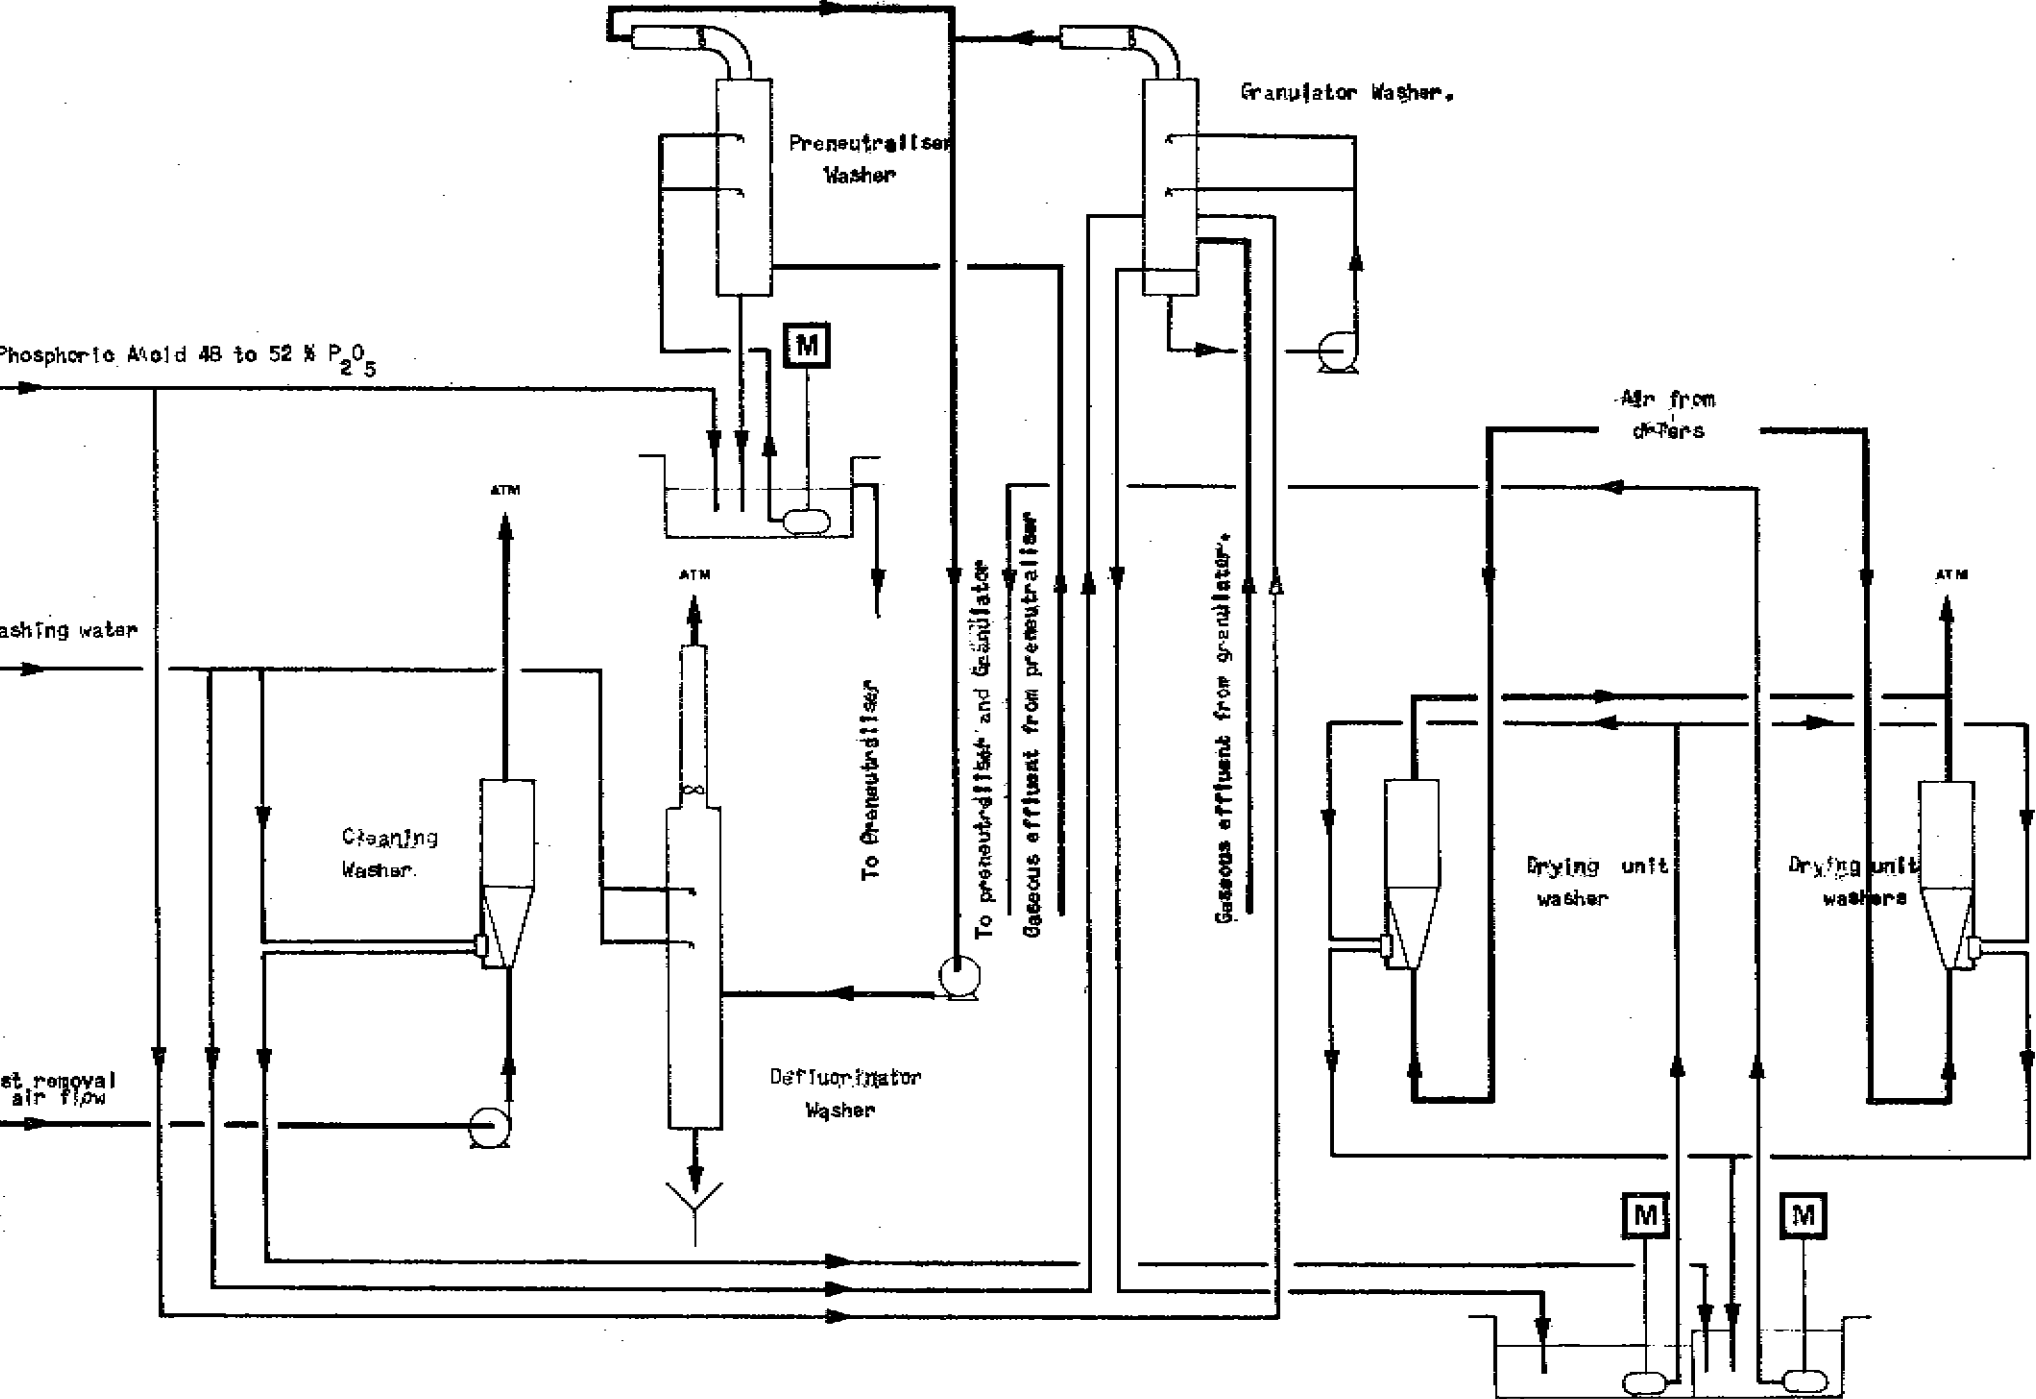 Granulator Washer.
Preneutraliser
Washer
M
Phosphoric Acid 48 to 52 % P2O5
Air from
ATM
ATM
ATM
ashing water
To Preneutraliser
To preneutraliser and Granulator
Gaseous effluent from preneutraliser
Gaseous effluent from granulator.
Cleaning
Washer.
Drying unit
washer
Drying unit
washers
st removal
air flow
Defluorinator
Washer
M
M